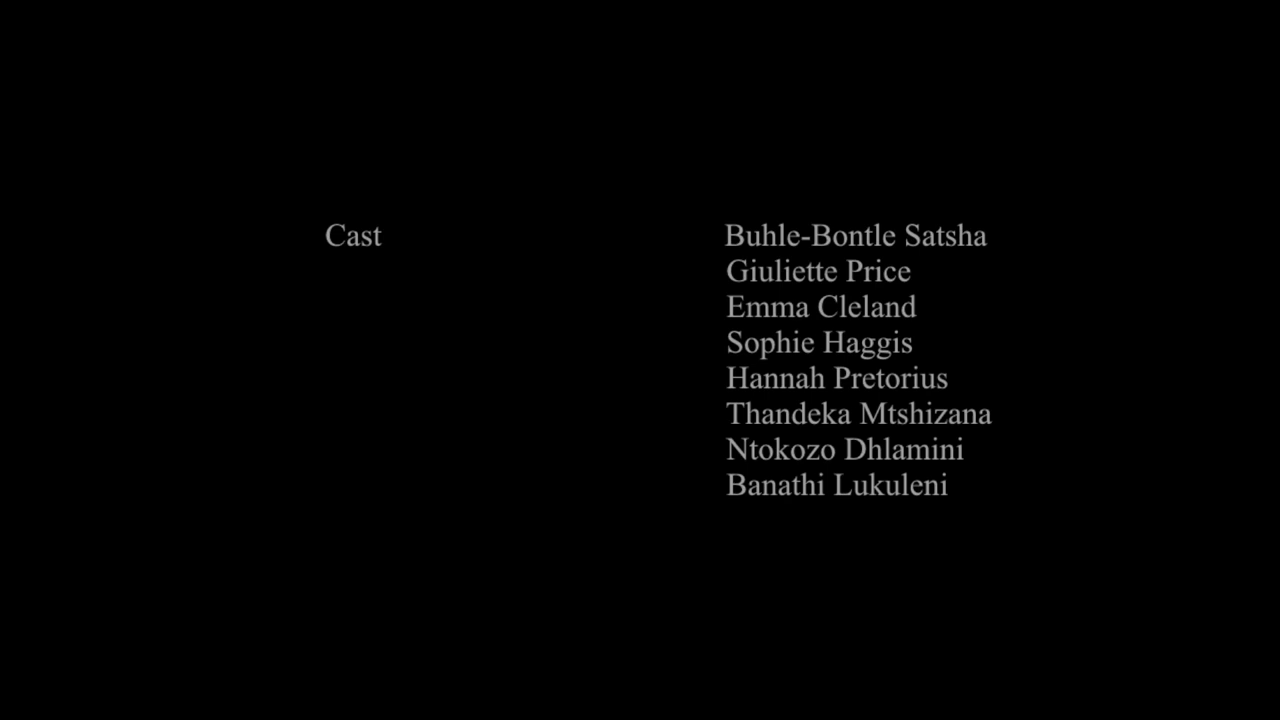 Cast Buhle-Bontle Satsha
Giuliette Price
Emma Cleland
Sophie Haggis
Hannah Pretorius
Thandeka Mtshizana
Ntokozo Dhlamini
Banathi Lukuleni